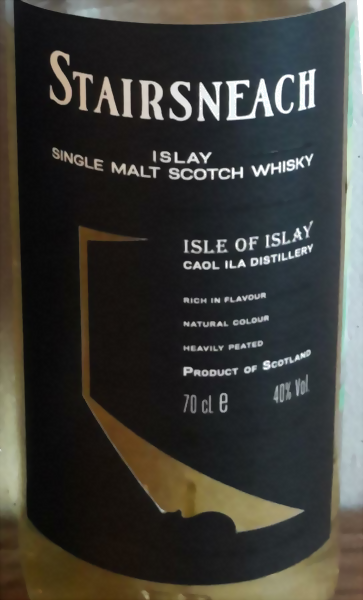 STAIRSNEACH
ISLAY
SINGLE MALT SCOTCH WHISKY
ISLE OF ISLAY
CAOL ILA DISTILLERY
RICH IN FLAVOUR
NATURAL COLOUR
HEAVILY PEATED
PRODUCT OF SCOTLAND
70 cL e 40% Vol.